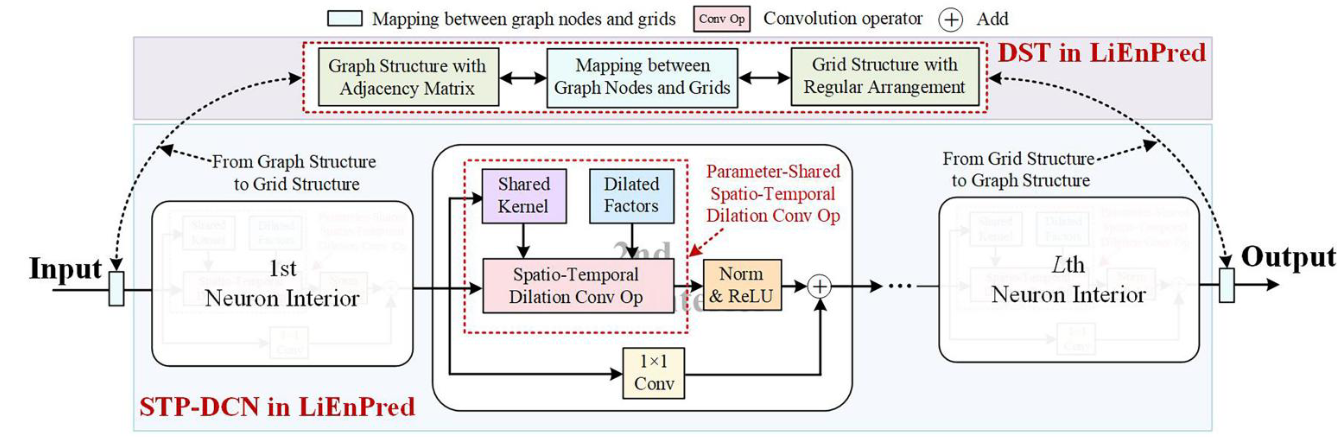 Mapping between graph nodes and grids
Conv Op
Convolution operator
Add
DST in LiEnPred
Graph Structure with
Adjacency Matrix
Mapping between
Graph Nodes and Grids
Grid Structure with
Regular Arrangement
From Graph Structure
to Grid Structure
From Grid Structure
to Graph Structure
Shared
Kernel
Dilated
Factors
Parameter-Shared
Spatio-Temporal
Dilation Conv Op
Input
1st
Neuron Interior
2nd
Spatio-Temporal
Dilation Conv Op
Norm
& ReLU
...
Lth
Neuron Interior
Output
1×1
Conv
STP-DCN in LiEnPred